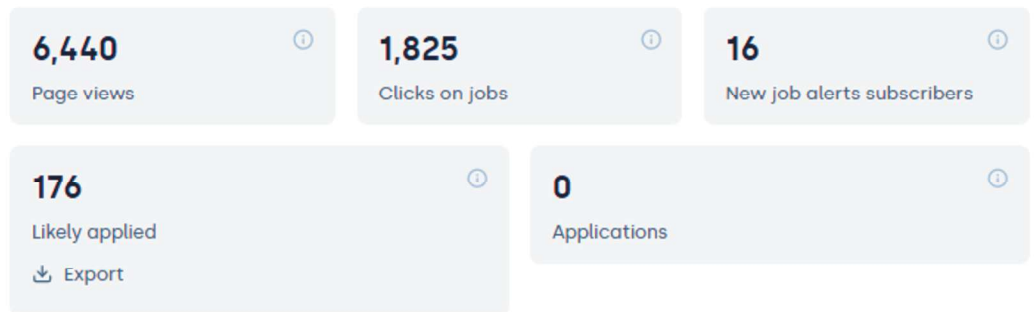 6,440
Page views
1,825
Clicks on jobs
16
New job alerts subscribers
176
Likely applied
Export
0
Applications